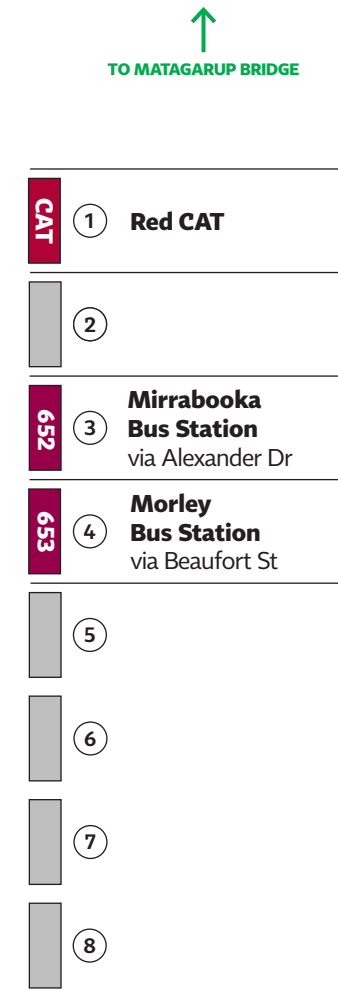 TO MATAGARUP BRIDGE
CAT 1 Red CAT
2
652 3 Mirrabooka
Bus Station
via Alexander Dr
653 4 Morley
Bus Station
via Beaufort St
5
6
7
8